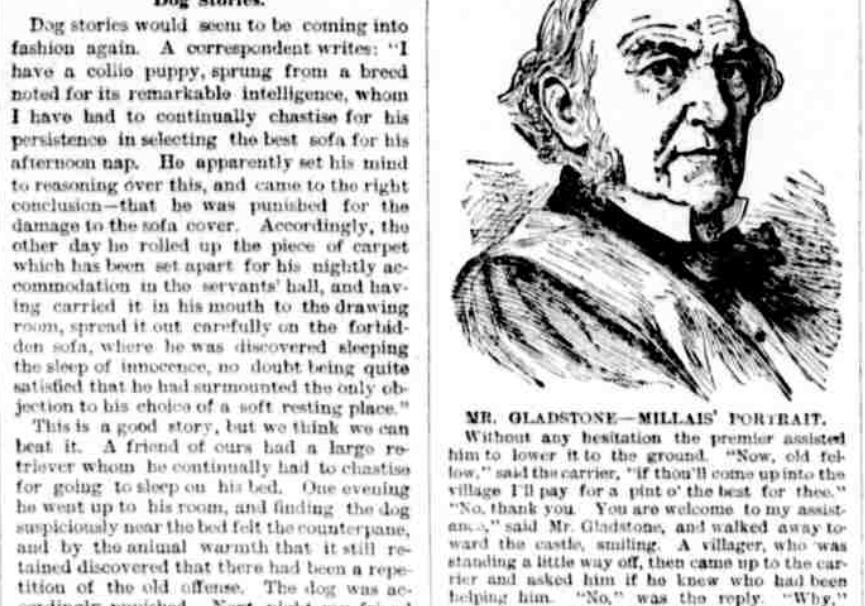 Dog Stories.
Dog stories would seem to be coming into
fashion again. A correspondent writes: "I
have a collie puppy, sprung from a breed
noted for its remarkable intelligence, whom
I have had to continually chastise for his
persistence in selecting the best sofa for his
afternoon nap. He apparently set his mind
to reasoning over this, and came to the right
conclusion—that he was punished for the
damage to the sofa cover. Accordingly, the
other day he rolled up the piece of carpet
which has been set apart for his nightly ac-
commodation in the servants' hall, and hav-
ing carried it in his mouth to the drawing
room, spread it out carefully on the forbid-
den sofa, where he was discovered sleeping
the sleep of innocence, no doubt being quite
satisfied that he had surmounted the only ob-
jection to his choice of a soft resting place."
This is a good story, but we think we can
beat it. A friend of ours had a large re-
triever whom he continually had to chastise
for going to sleep on his bed. One evening
he went up to his room, and finding the dog
suspiciously near the bed felt the counterpane,
and by the animal warmth that it still re-
tained discovered that there had been a repe-
tition of the old offense. The dog was ac-
cordingly punished. Next night my friend
MR. GLADSTONE—MILLAIS' PORTRAIT.
Without any hesitation the premier assisted
him to lower it to the ground. "Now, old fel-
low," said the carrier, "if thou'll come up into the
village I'll pay for a pint o' the best for thee."
"No, thank you. You are welcome to my assist-
ance," said Mr. Gladstone, and walked away to-
ward the castle, smiling. A villager, who was
standing a little way off, then came up to the car-
rier and asked him if he knew who had been
helping him. "No," was the reply. "Why,"